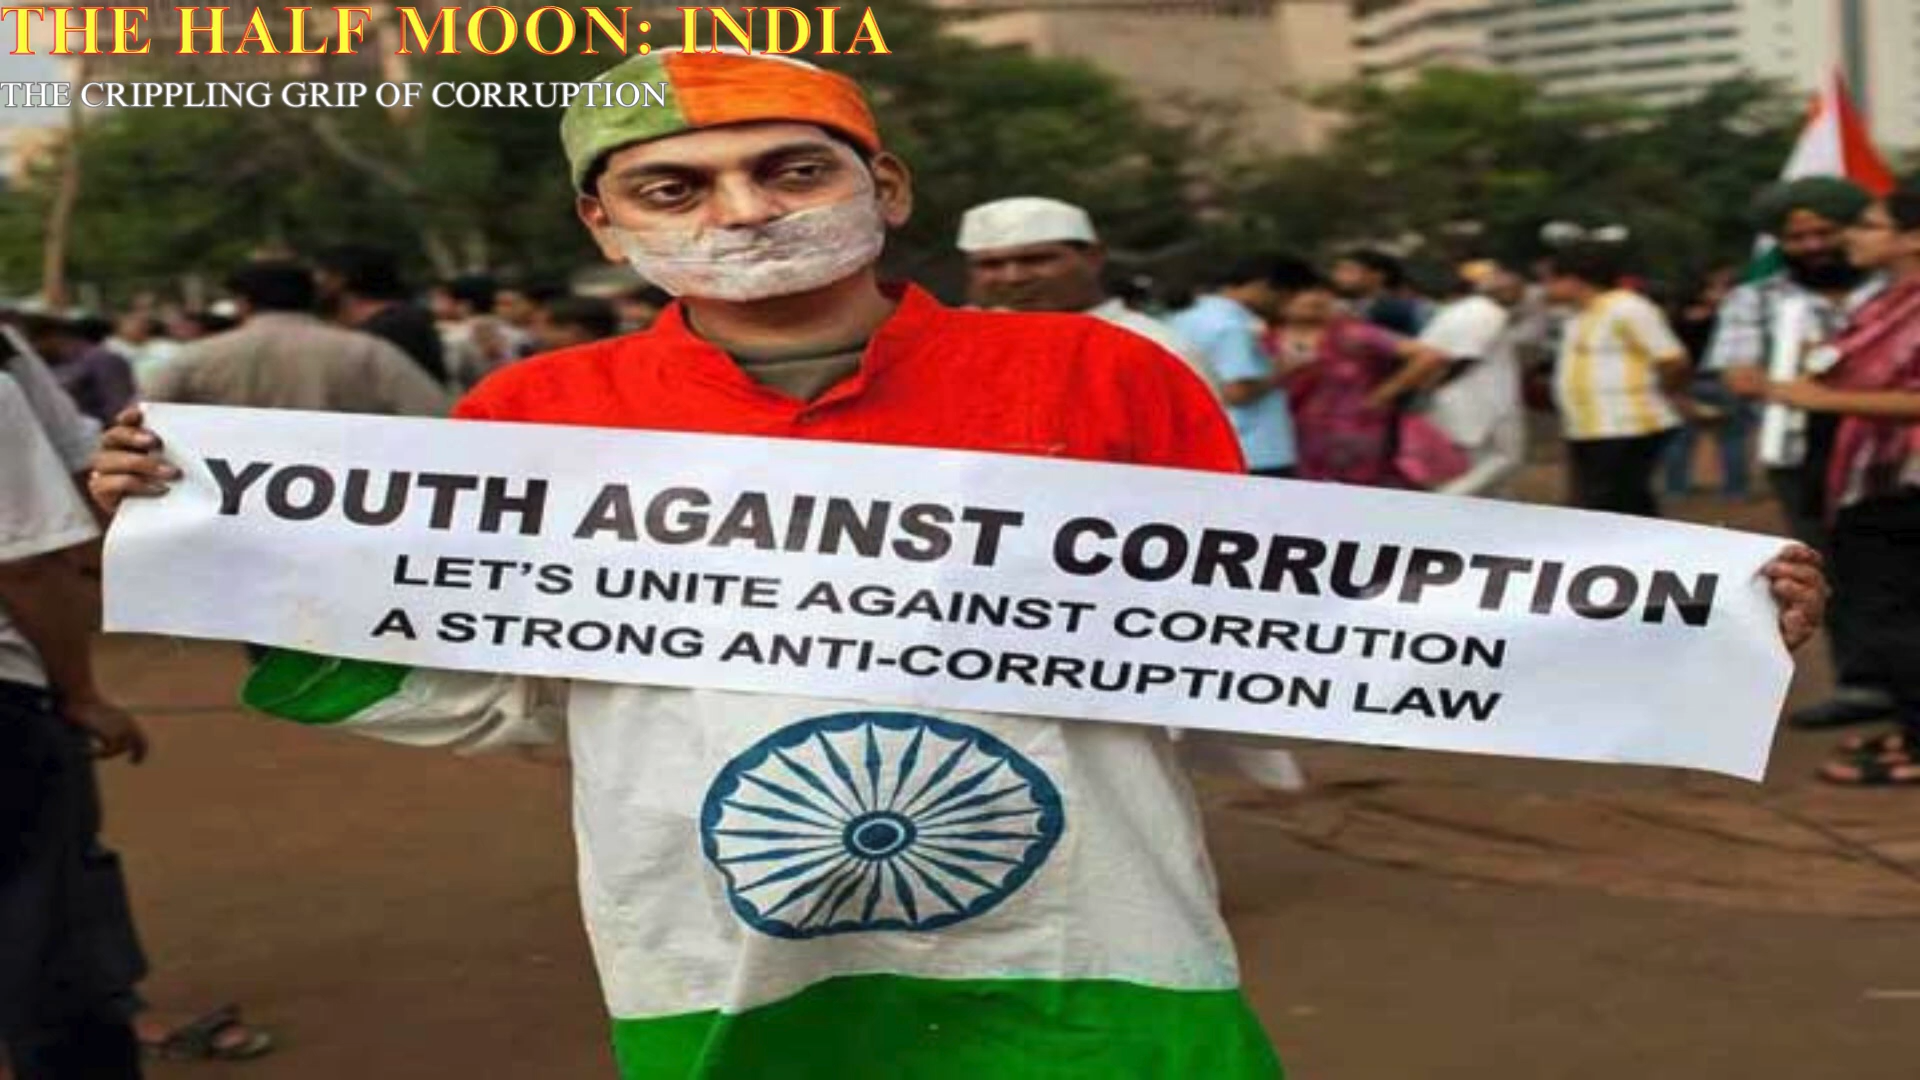 THE HALF MOON: INDIA
THE CRIPPLING GRIP OF CORRUPTION
YOUTH AGAINST CORRUPTION
LET'S UNITE AGAINST CORRUTION
A STRONG ANTI-CORRUPTION LAW